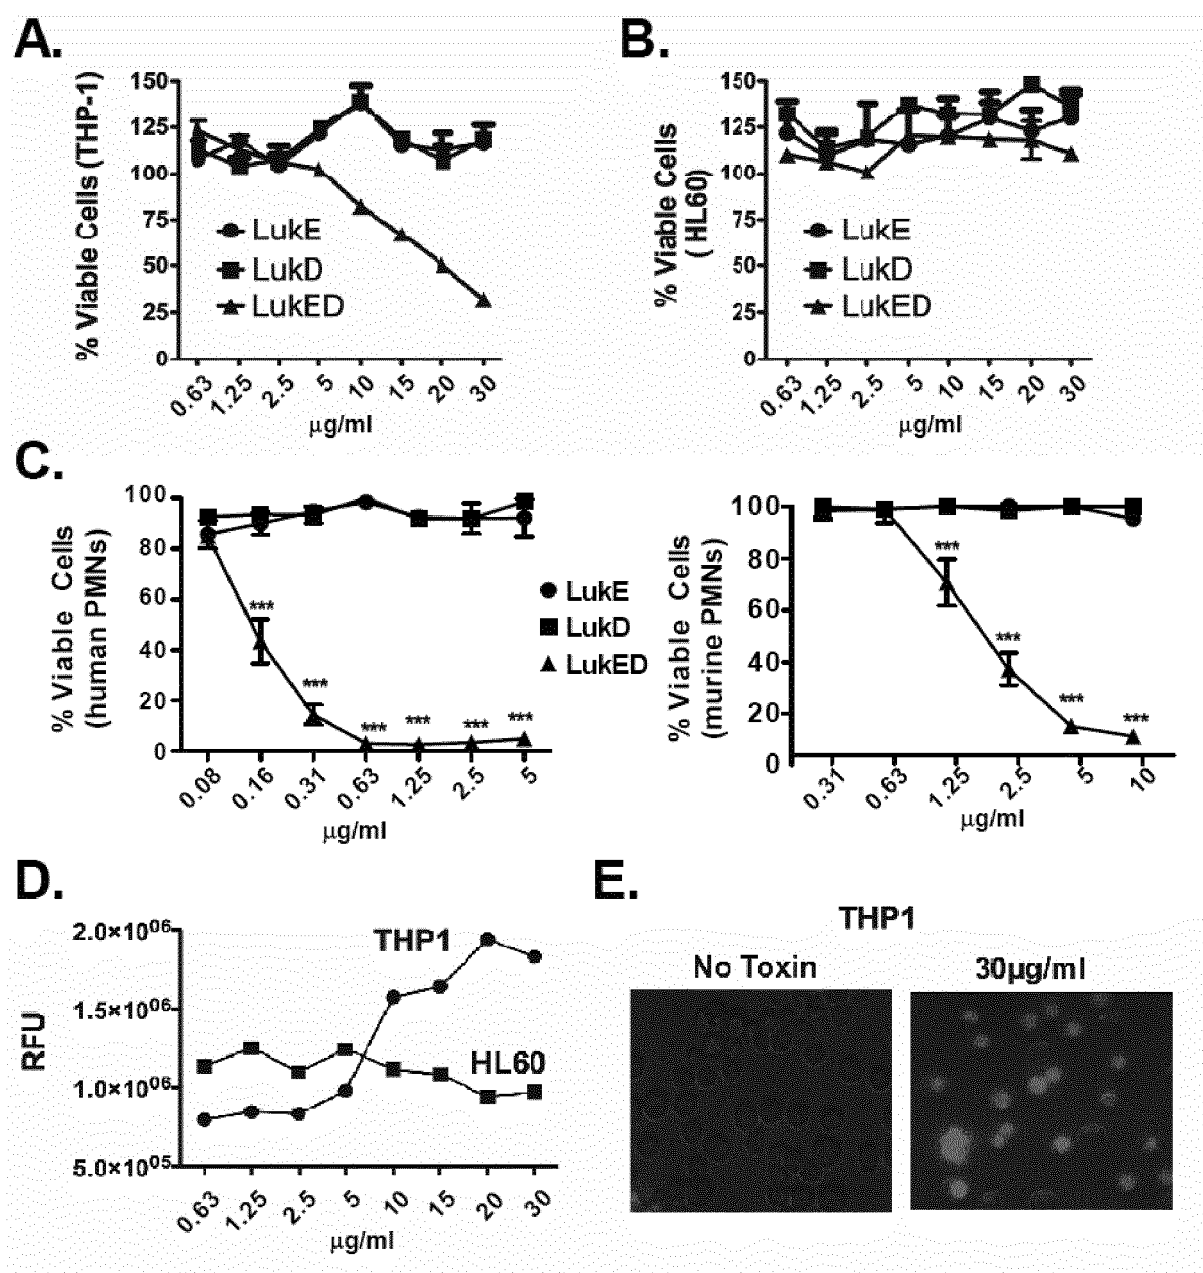 A.
% Viable Cells (THP-1)
150
125
100
75
50
25
0
LukE
LukD
LukED
0.63 1.25 2.5 5 10 15 20 30
µg/ml
B.
% Viable Cells
( HL60)
150
125
100
75
50
25
0
LukE
LukD
LukED
0.63 1.25 2.5 5 10 15 20 30
µg/ml
C.
% Viable Cells
(human PMNs)
100
80
60
40
20
0
*** *** *** *** *** ***
0.08 0.16 0.31 0.63 1.25 2.5 5
µg/ml
LukE
LukD
LukED
% Viable Cells
(murine PMNs)
100
80
60
40
20
0
*** *** *** ***
0.31 0.63 1.25 2.5 5 10
µg/ml
D.
RFU
2.0×10⁰⁶
1.5×10⁰⁶
1.0×10⁰⁶
5.0×10⁰⁵
THP1
HL60
0.63 1.25 2.5 5 10 15 20 30
µg/ml
E.
THP1
No Toxin
30µg/ml